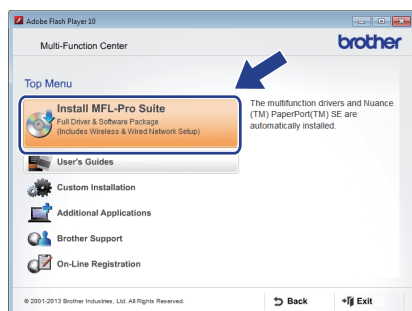 Adobe Flash Player 10
Multi-Function Center
brother
Top Menu
Install MFL-Pro Suite
Full Driver & Software Package
(Includes Wireless & Wired Network Setup)
The multifunction drivers and Nuance
(TM) PaperPort(TM) SE are
automatically installed.
User's Guides
Custom Installation
Additional Applications
Brother Support
On-Line Registration
© 2001-2013 Brother Industries, Ltd. All Rights Reserved.
Back
Exit